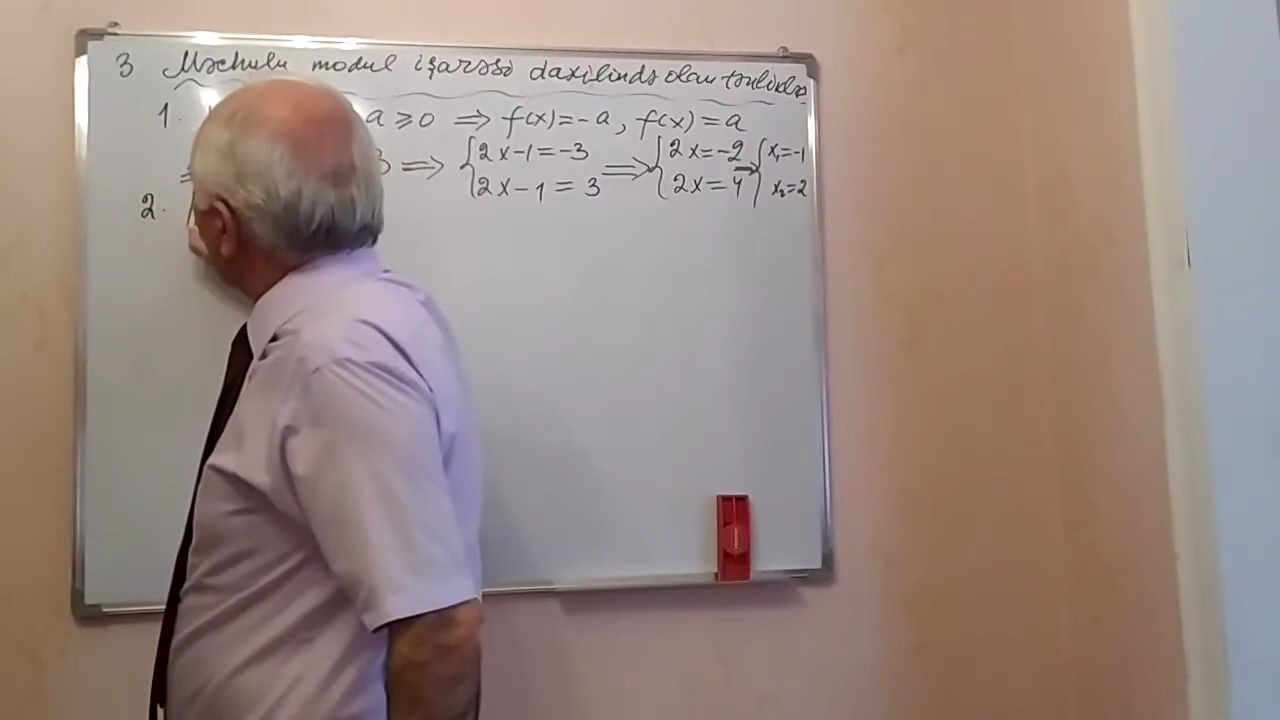 3 Məchulu modul işarəsi daxilində olan tənliklər
1. a ⩾ 0 ⇒ f(x) = -a, f(x) = a
3 ⇒ { 2x-1 = -3 ⇒ { 2x = -2 → { x₁ = -1
2x-1 = 3 2x = 4 x₂ = 2
2.